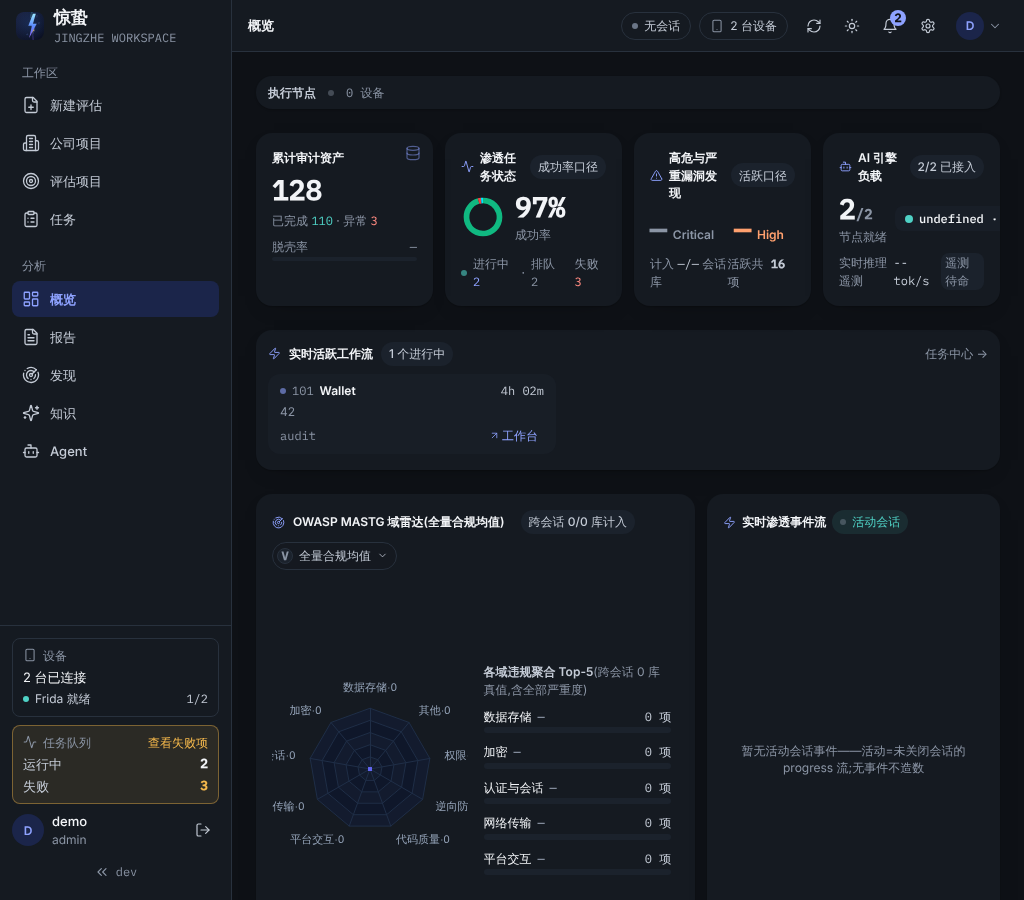 惊蛰
JINGZHE WORKSPACE
工作区
新建评估
公司项目
评估项目
任务
分析
概览
报告
发现
知识
Agent
设备
2 台已连接
Frida 就绪 1/2
任务队列 查看失败项
运行中 2
失败 3
D demo
admin
dev
概览 无会话 2 台设备 2 D
执行节点 0 设备
累计审计资产
128
已完成 110 · 异常 3
脱壳率 —
渗透任务状态 成功率口径
97%
成功率
进行中 2 · 排队 2 失败 3
高危与严重漏洞发现 活跃口径
Critical High
计入 —/— 会话库 活跃共 16 项
AI 引擎负载 2/2 已接入
2/2 undefined ·
节点就绪
实时推理遥测 -- tok/s 遥测待命
实时活跃工作流 1 个进行中 任务中心 →
101 Wallet 4h 02m
42
audit 工作台
OWASP MASTG 域雷达(全量合规均值) 跨会话 0/0 库计入
V 全量合规均值
数据存储·0
加密·0 其他·0
话·0 权限
传输·0 逆向防
平台交互·0 代码质量·0
各域违规聚合 Top-5(跨会话 0 库
真值,含全部严重度)
数据存储 — 0 项
加密 — 0 项
认证与会话 — 0 项
网络传输 — 0 项
平台交互 — 0 项
实时渗透事件流 活动会话
暂无活动会话事件——活动=未关闭会话的
progress 流;无事件不造数